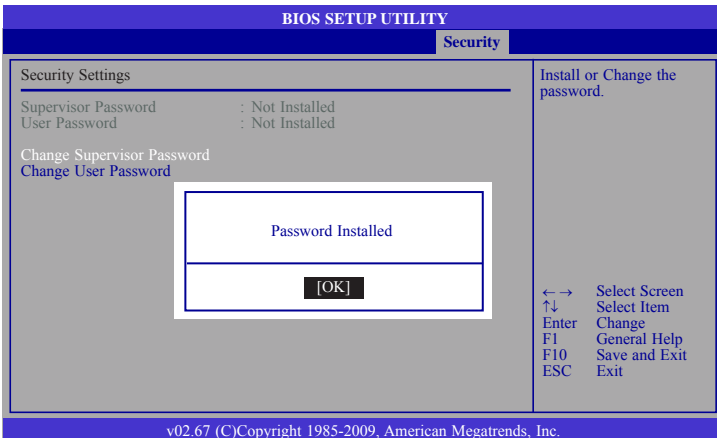 BIOS SETUP UTILITY
Security
Security Settings
Supervisor Password : Not Installed
User Password : Not Installed
Change Supervisor Password
Change User Password
Password Installed
[OK]
Install or Change the
password.
←→ Select Screen
↑↓ Select Item
Enter Change
F1 General Help
F10 Save and Exit
ESC Exit
v02.67 (C)Copyright 1985-2009, American Megatrends, Inc.